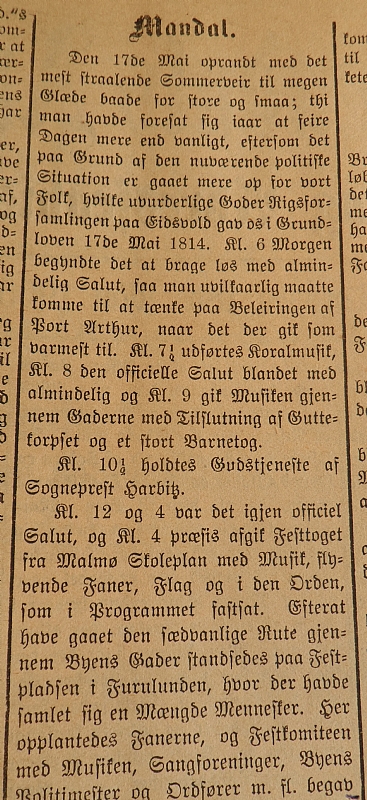 Mandal.
Den 17de Mai oprandt med det
mest straalende Sommerveir til megen
Glæde baade for store og smaa; thi
man havde foresat sig iaar at feire
Dagen mere end vanligt, eftersom det
paa Grund af den nuværende politiske
Situation er gaaet mere op for vort
Folk, hvilke uvurderlige Goder Rigsfor-
samlingen paa Eidsvold gav os i Grund-
loven 17de Mai 1814. Kl. 6 Morgen
begyndte det at brage løs med almin-
delig Salut, saa man uvilkaarlig maatte
komme til at tænke paa Beleiringen af
Port Arthur, naar det der gik som
varmest til. Kl. 7½ udførtes Koralmusik,
Kl. 8 den officielle Salut blandet med
almindelig og Kl. 9 gik Musiken gjen-
nem Gaderne med Tilslutning af Gutte-
korpset og et stort Barnetog.
Kl. 10½ holdtes Gudstjeneste af
Sogneprest Harbitz.
Kl. 12 og 4 var det igjen officiel
Salut, og Kl. 4 præsis afgik Festtoget
fra Malmø Skoleplan med Musik, fly-
vende Faner, Flag og i den Orden,
som i Programmet fastsat. Efterat
have gaaet den sædvanlige Rute gjen-
nem Byens Gader standsedes paa Fest-
pladsen i Furulunden, hvor der havde
samlet sig en Mængde Mennesker. Her
opplantedes Fanerne, og Festkomiteen
med Musiken, Sangforeninger, Byens
Politimester og Ordfører m. fl. begav